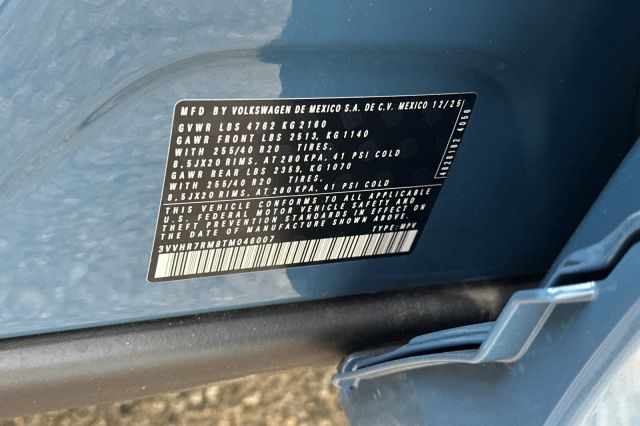 MFD BY VOLKSWAGEN DE MEXICO S.A. DE C.V. MEXICO 12/25
GVWR LBS 4762 KG2160
GAWR FRONT LBS 2513, KG1140
WITH 255/40 R20 TIRES.
8.5JX20 RIMS, AT 280KPA, 41 PSI COLD
GAWR REAR LBS 2359, KG1070
WITH 255/40 R20 TIRES.
8.5JX20 RIMS, AT 280KPA, 41 PSI COLD
THIS VEHICLE CONFORMS TO ALL APPLICABLE
U.S. FEDERAL MOTOR VEHICLE SAFETY AND
THEFT PREVENTION STANDARDS IN EFFECT ON
THE DATE OF MANUFACTURE SHOWN ABOVE.
3VVHR7RM8TM046007 TYPE: MPV